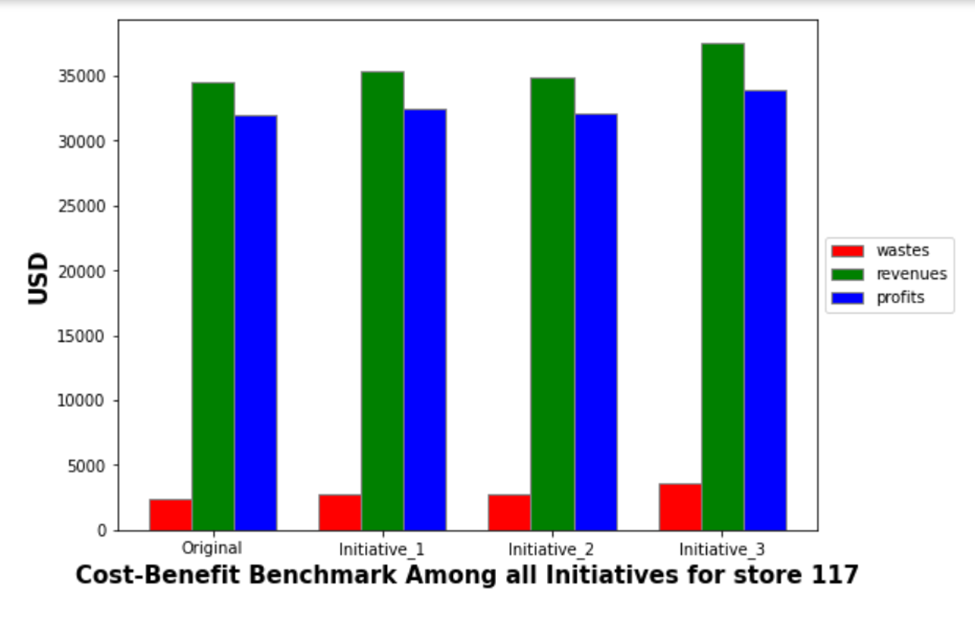 35000
30000
25000
20000
15000
10000
5000
0
USD
Original Initiative_1 Initiative_2 Initiative_3
Cost-Benefit Benchmark Among all Initiatives for store 117
wastes
revenues
profits